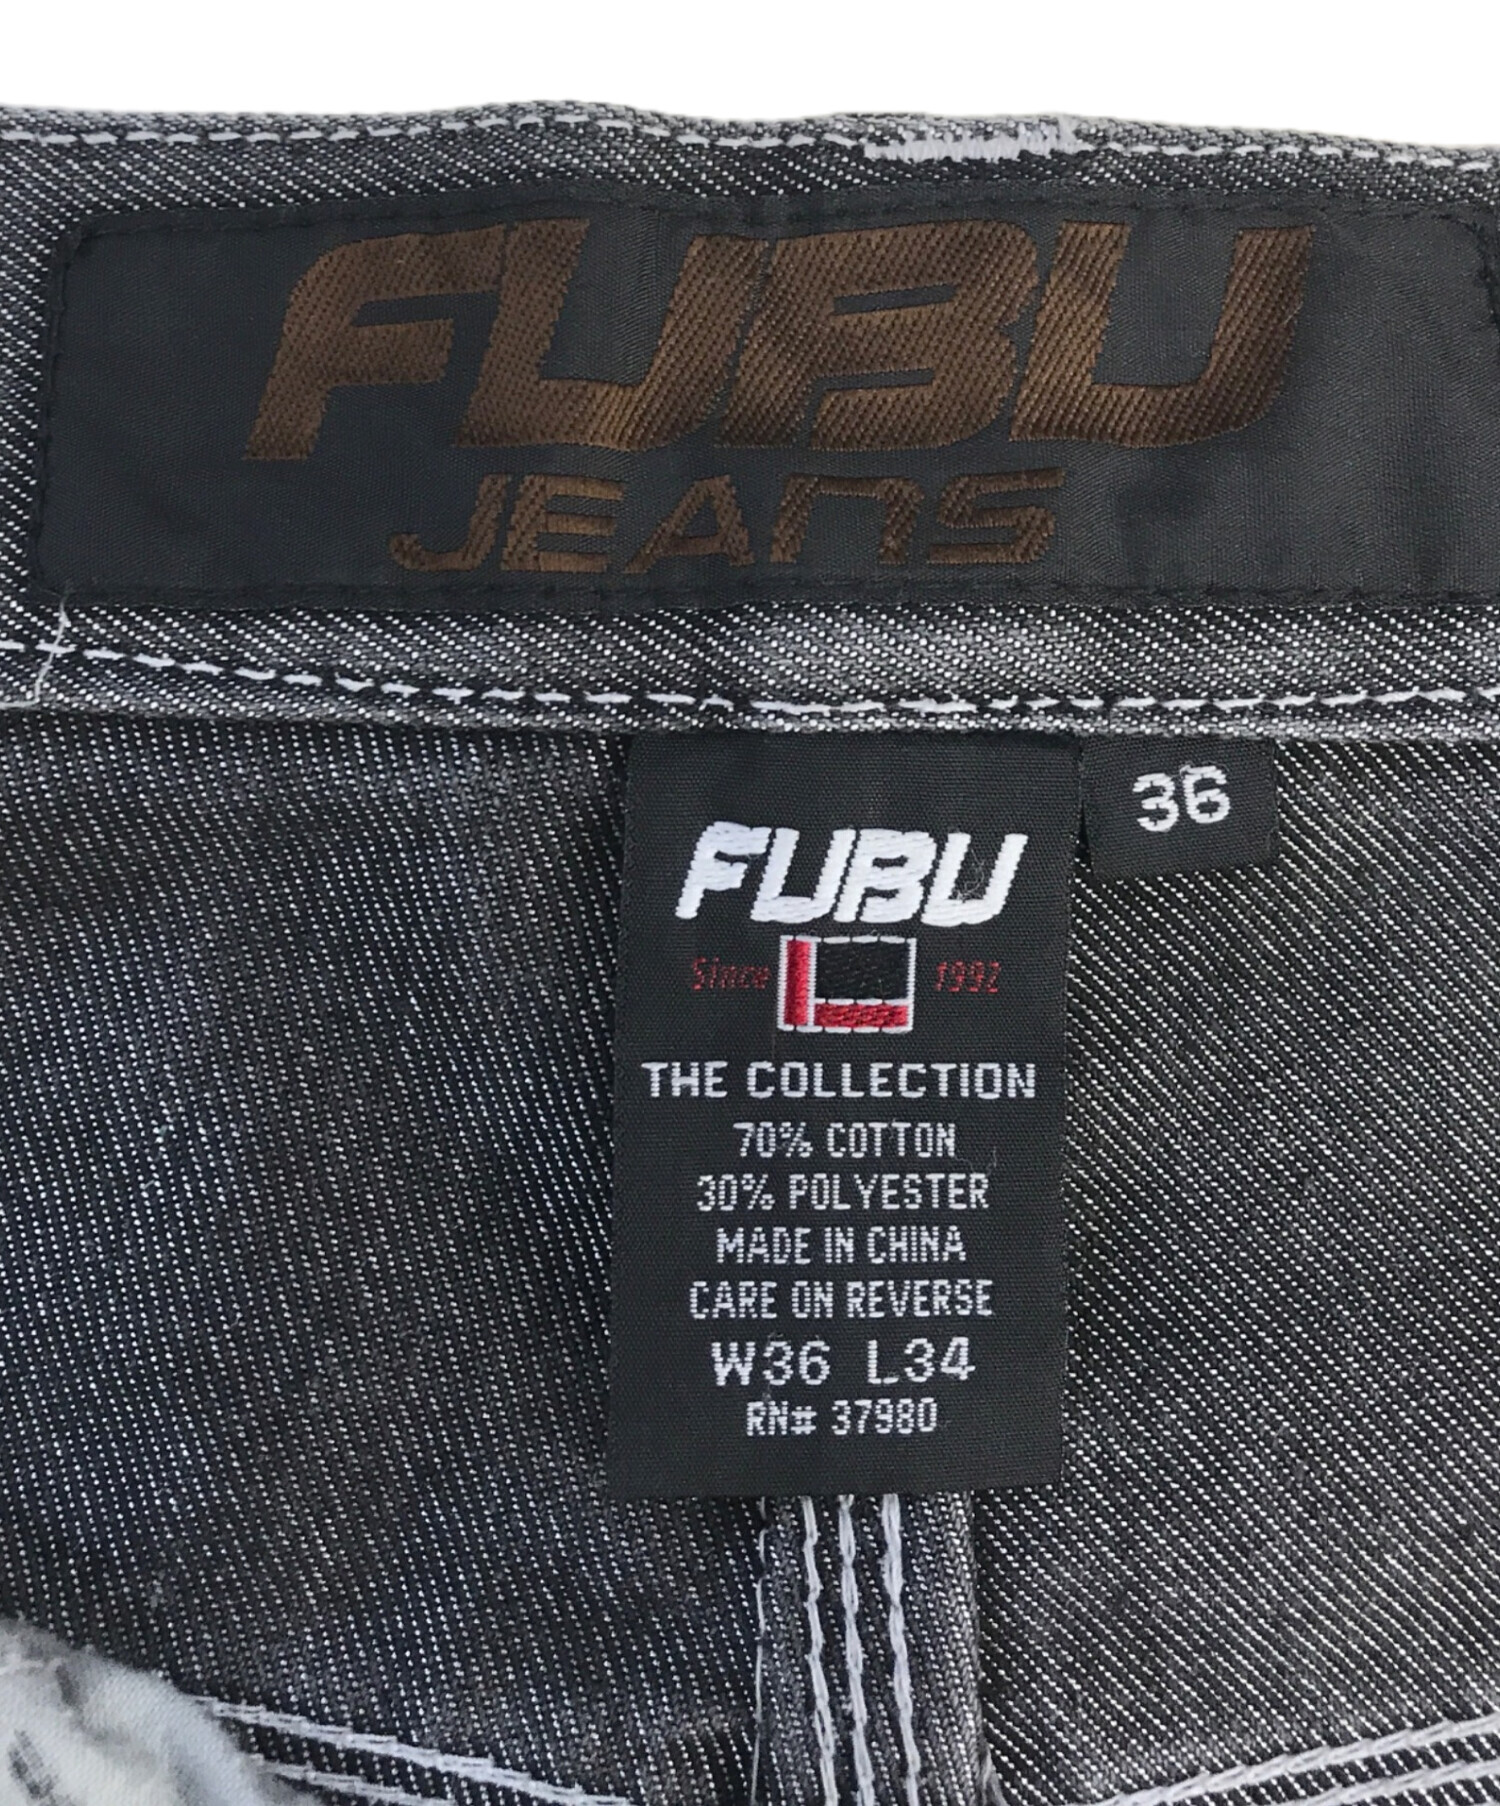 FUBU
JEANS
36
FUBU
Since 1992
THE COLLECTION
70% COTTON
30% POLYESTER
MADE IN CHINA
CARE ON REVERSE
W36 L34
RN# 37980